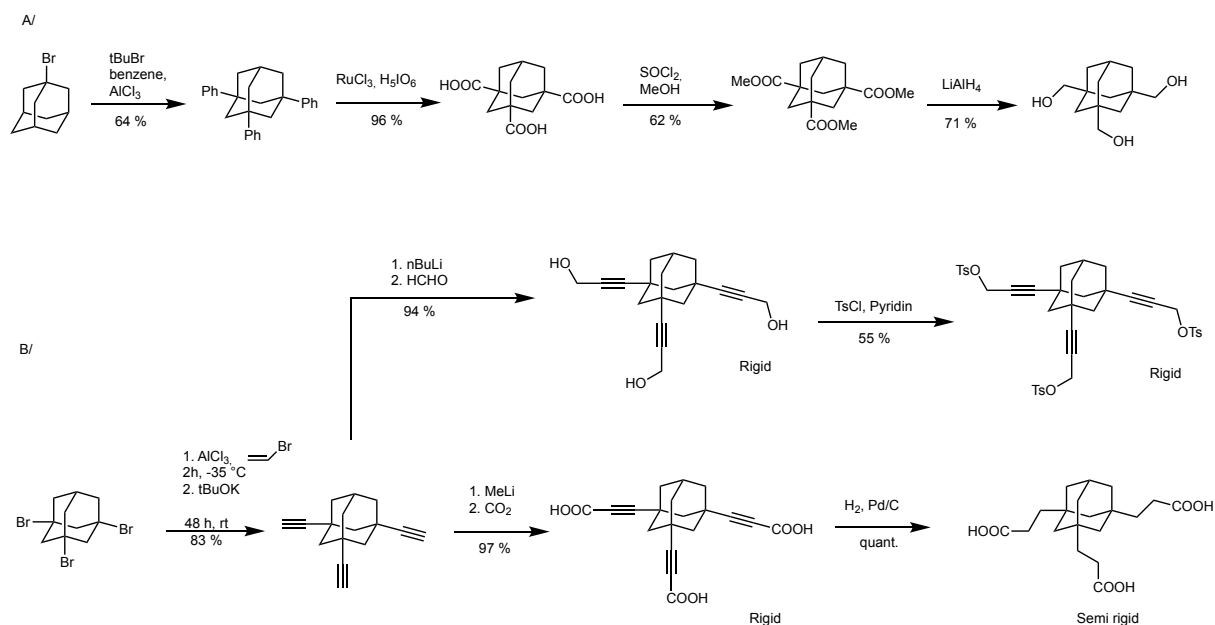 A/
Br
tBuBr
benzene,
AlCl3
64 %
Ph
Ph
Ph
RuCl3, H5IO6
96 %
HOOC
COOH
COOH
SOCl2,
MeOH
62 %
MeOOC
COOMe
COOMe
LiAlH4
71 %
HO
OH
OH
B/
1. nBuLi
2. HCHO
94 %
HO
OH
HO
Rigid
TsCl, Pyridin
55 %
TsO
OTs
TsO
Rigid
Br
Br
Br
1. AlCl3, Br
2h, -35 °C
2. tBuOK
48 h, rt
83 %
1. MeLi
2. CO2
97 %
HOOC
COOH
COOH
Rigid
H2, Pd/C
quant.
HOOC
COOH
COOH
Semi rigid